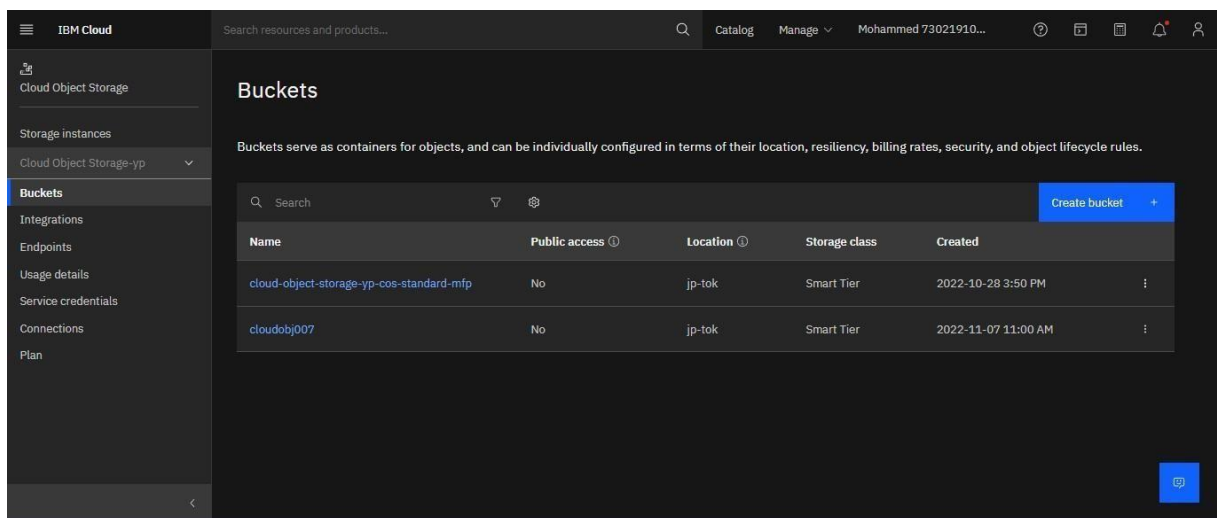 IBM Cloud
Search resources and products...
Catalog
Manage
Mohammed 73021910...
Cloud Object Storage
Storage instances
Cloud Object Storage-yp
Buckets
Integrations
Endpoints
Usage details
Service credentials
Connections
Plan
Buckets
Buckets serve as containers for objects, and can be individually configured in terms of their location, resiliency, billing rates, security, and object lifecycle rules.
Search
Create bucket +
Name Public access Location Storage class Created
cloud-object-storage-yp-cos-standard-mfp No jp-tok Smart Tier 2022-10-28 3:50 PM
cloudobj007 No jp-tok Smart Tier 2022-11-07 11:00 AM